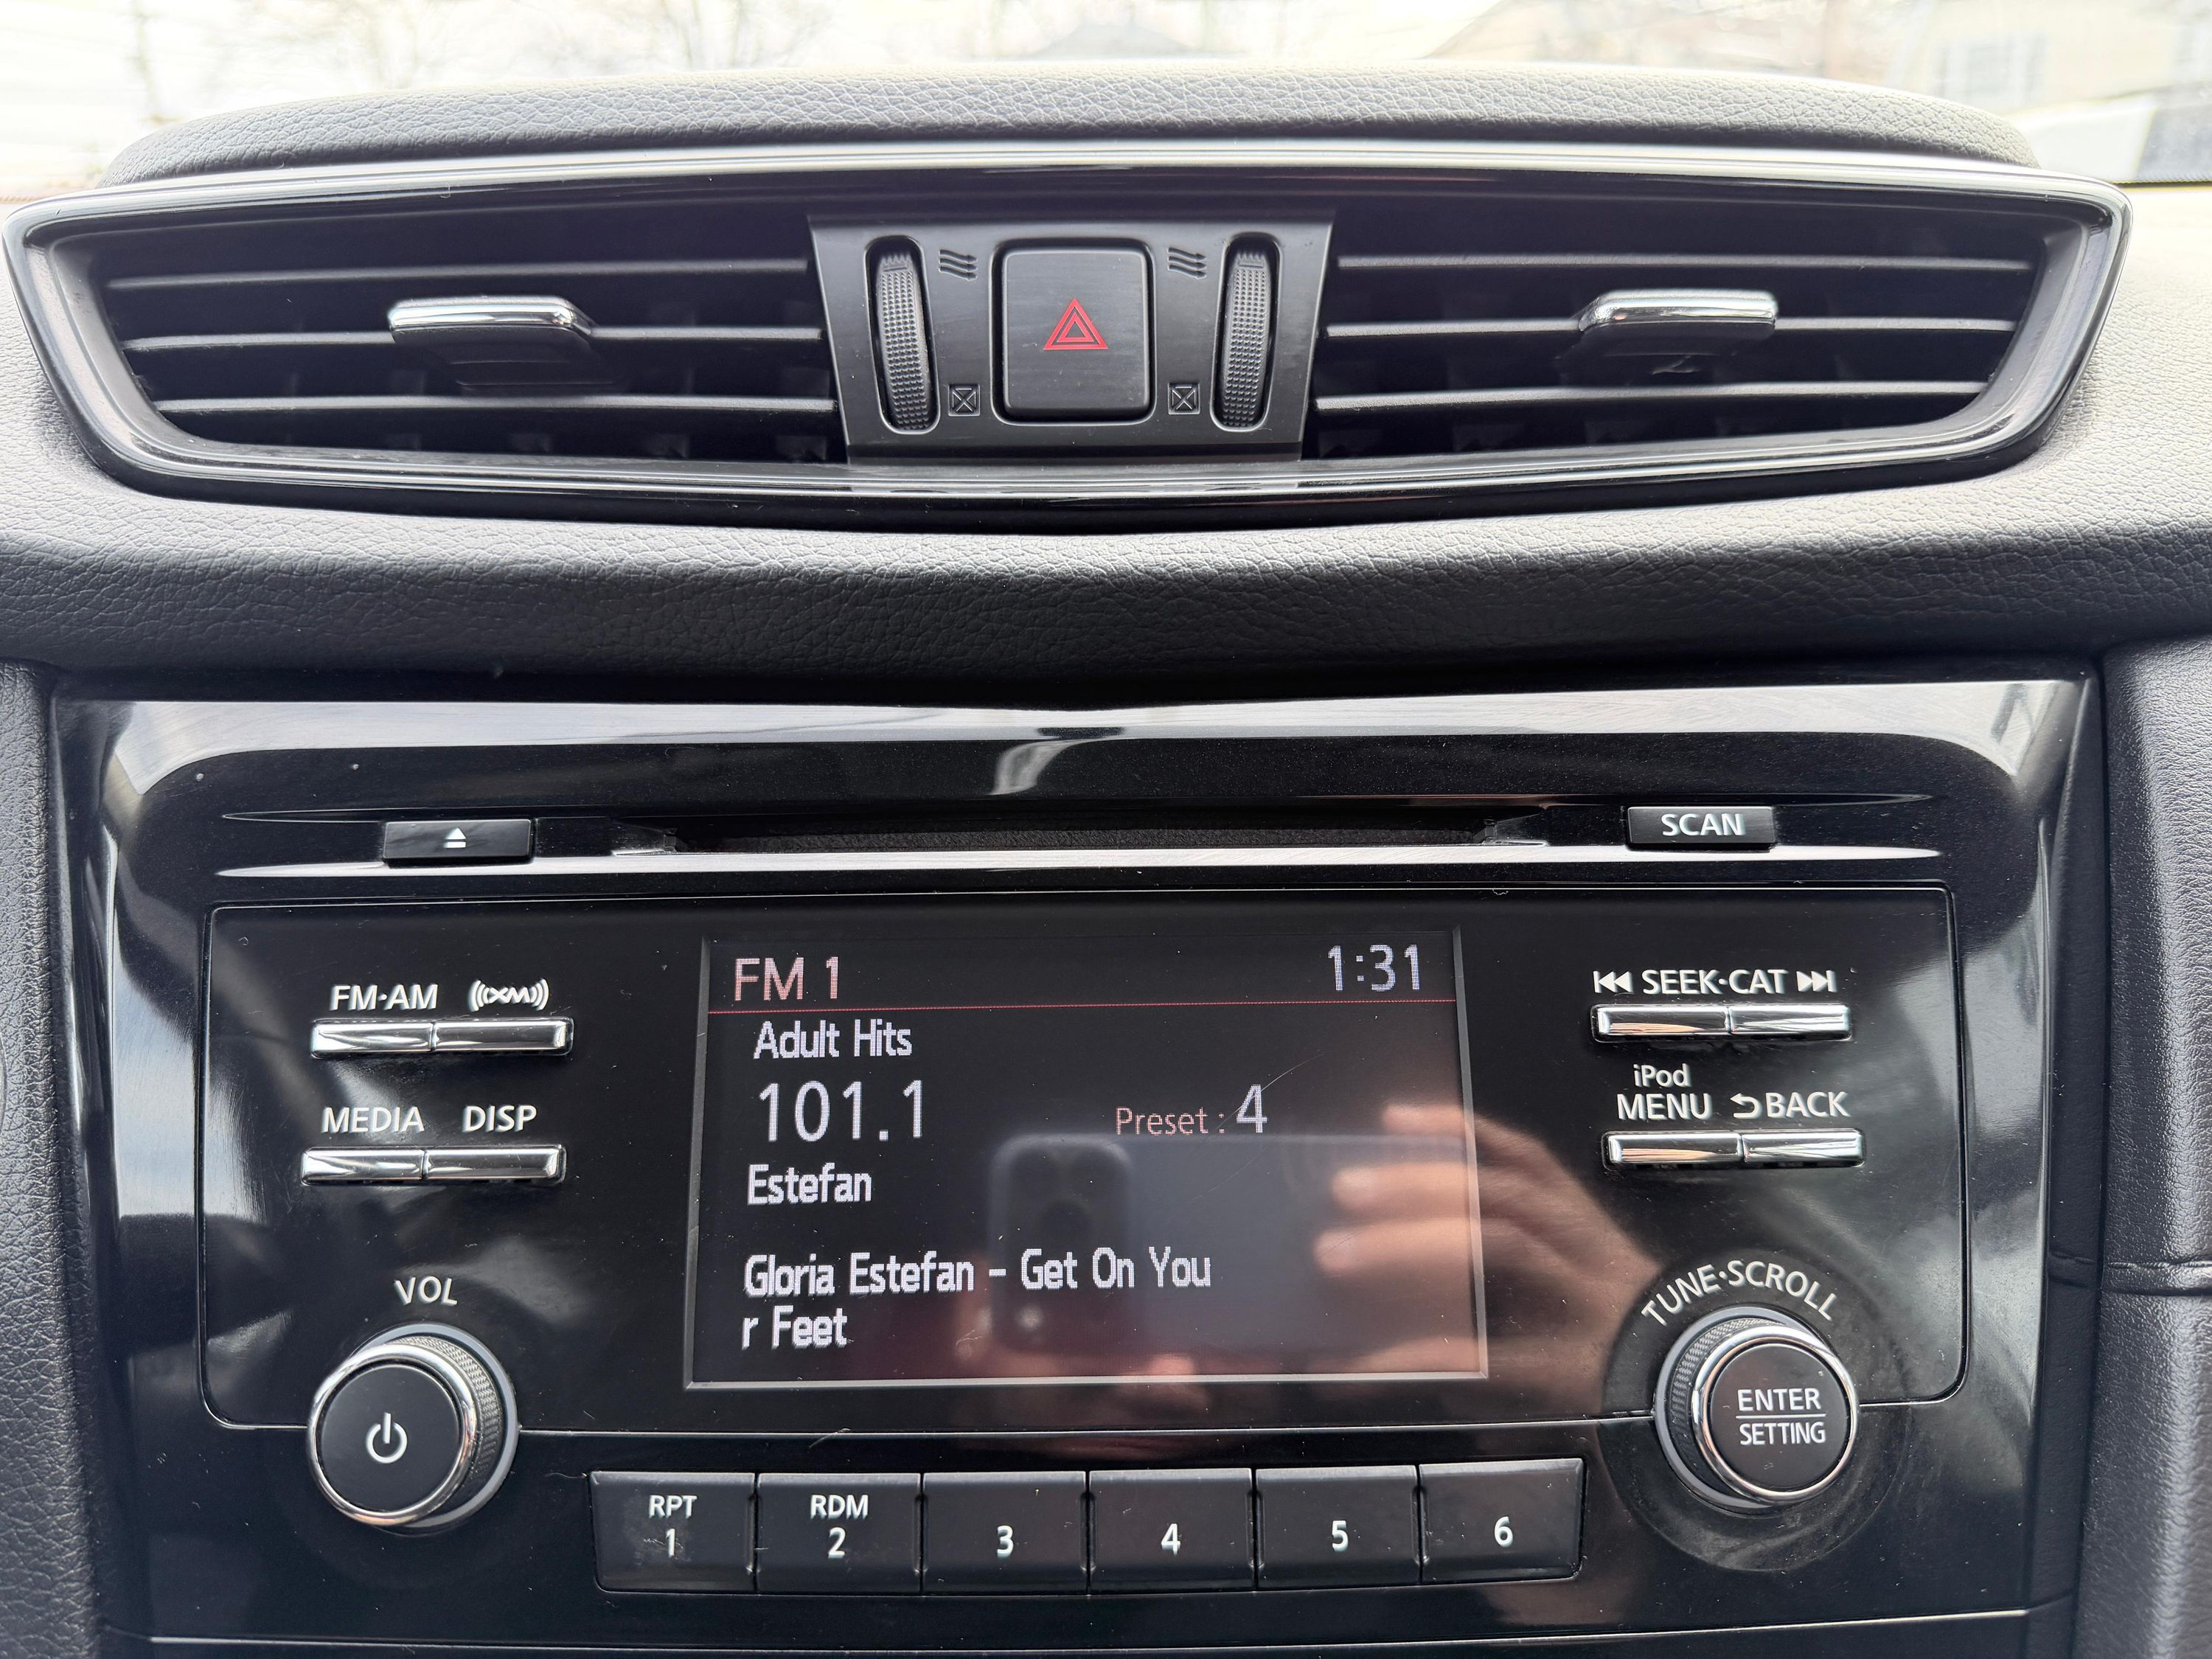 SCAN
FM·AM XM
SEEK·CAT
MEDIA DISP
iPod
MENU BACK
FM 1 1:31
Adult Hits
101.1 Preset : 4
Estefan
Gloria Estefan - Get On You
r Feet
VOL
TUNE·SCROLL
ENTER
SETTING
RPT RDM
1 2 3 4 5 6